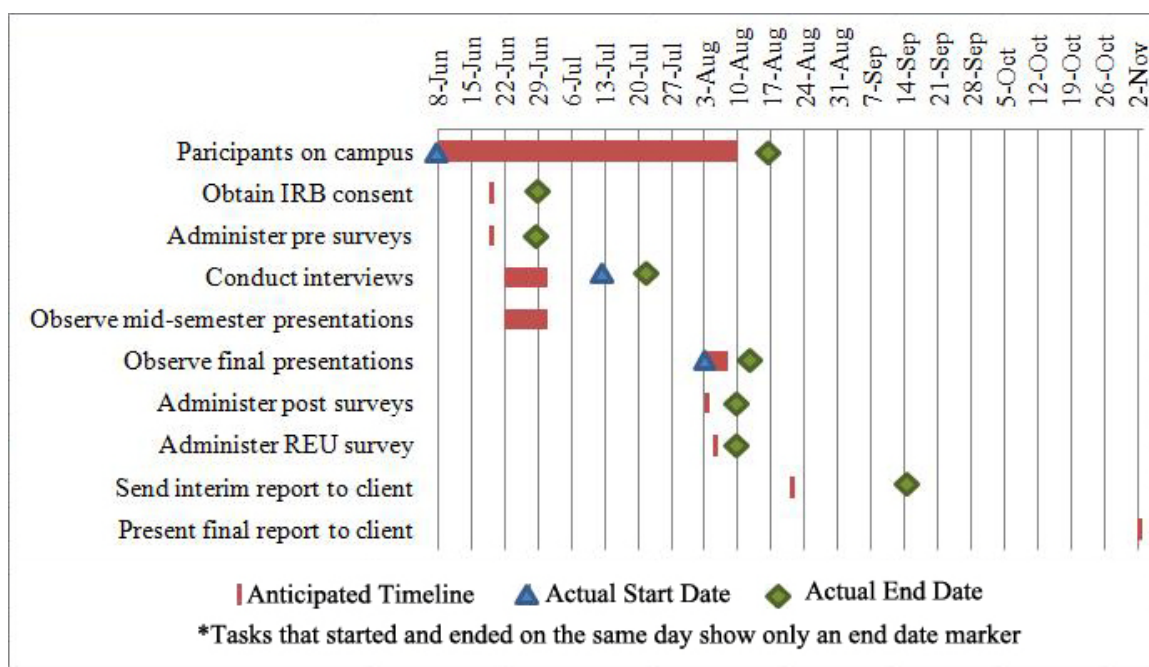 8-Jun
15-Jun
22-Jun
29-Jun
6-Jul
13-Jul
20-Jul
27-Jul
3-Aug
10-Aug
17-Aug
24-Aug
31-Aug
7-Sep
14-Sep
21-Sep
28-Sep
5-Oct
12-Oct
19-Oct
26-Oct
2-Nov
Paricipants on campus
Obtain IRB consent
Administer pre surveys
Conduct interviews
Observe mid-semester presentations
Observe final presentations
Administer post surveys
Administer REU survey
Send interim report to client
Present final report to client
Anticipated Timeline Actual Start Date Actual End Date
*Tasks that started and ended on the same day show only an end date marker